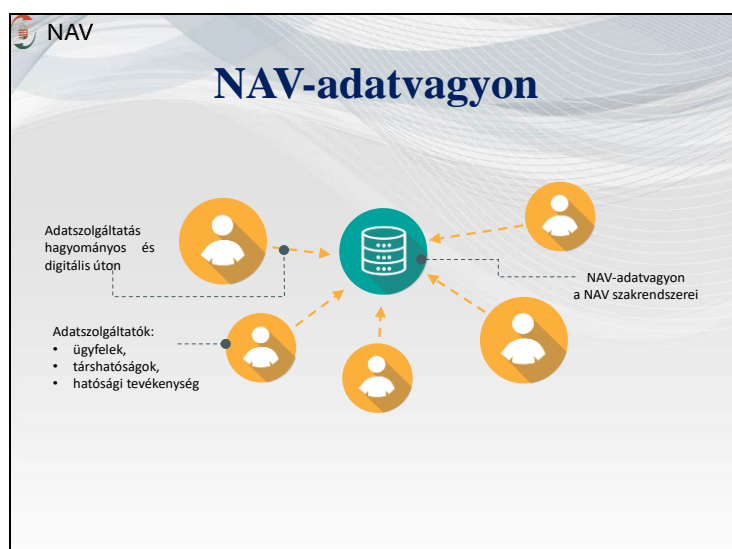 NAV
NAV-adatvagyon
Adatszolgáltatás
hagyományos és
digitális úton
NAV-adatvagyon
a NAV szakrendszerei
Adatszolgáltatók:
• ügyfelek,
• társhatóságok,
• hatósági tevékenység